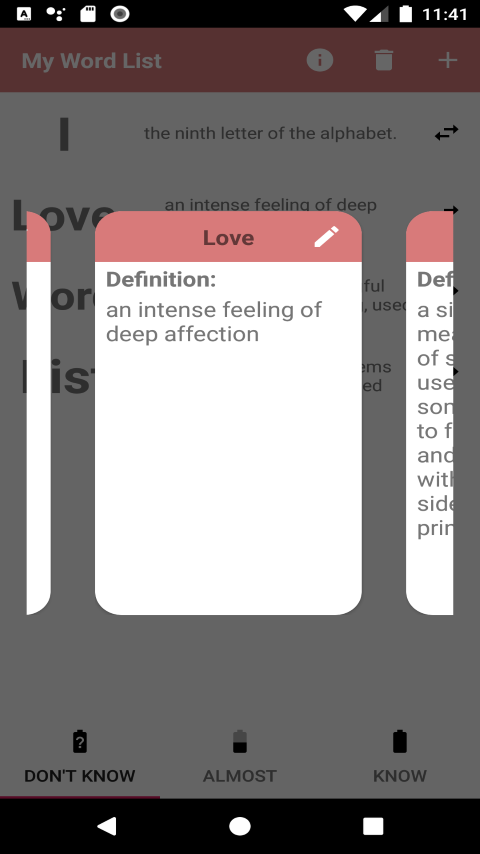 11:41
My Word List
I
the ninth letter of the alphabet.
Love
an intense feeling of deep
Love
Definition:
an intense feeling of
deep affection
Def
a si
mea
of s
use
son
to f
and
with
side
prin
ful
, used
ems
ed
DON'T KNOW
ALMOST
KNOW